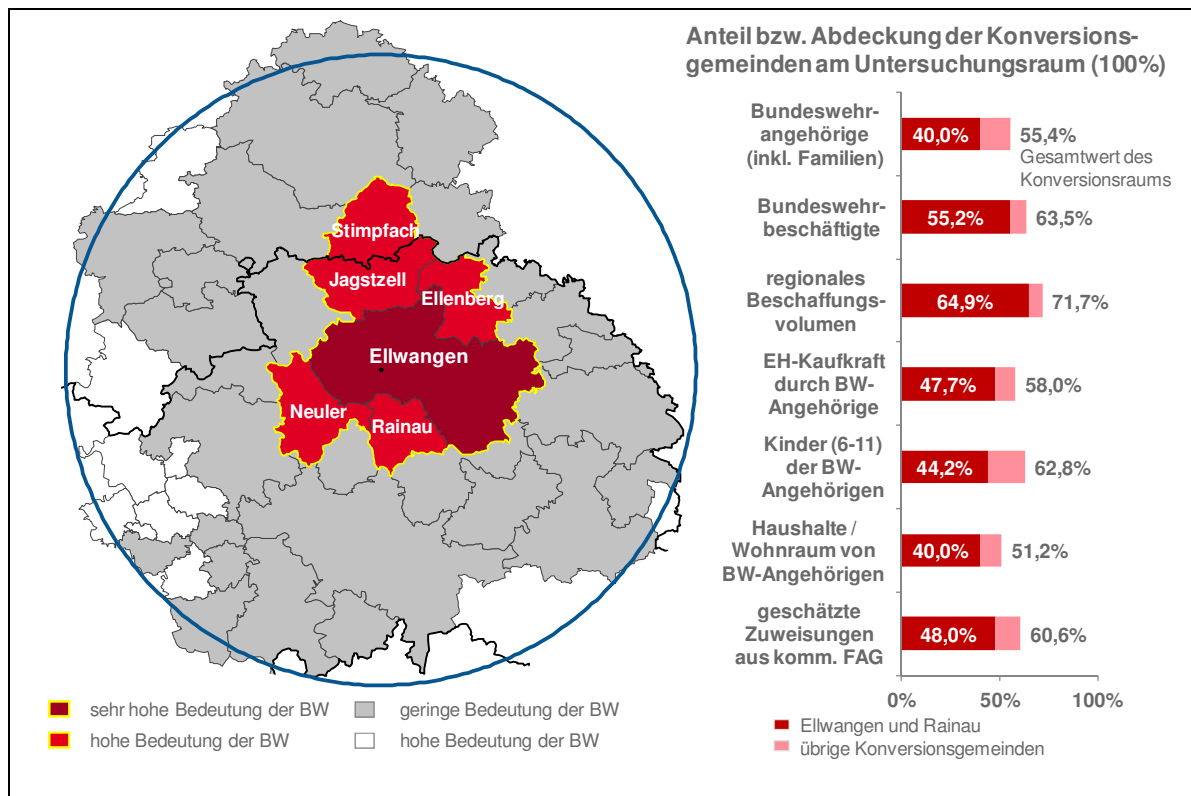 Anteil bzw. Abdeckung der Konversions-
gemeinden am Untersuchungsraum (100%)
Stimpfach
Jagstzell
Ellenberg
Ellwangen
Neuler
Rainau
sehr hohe Bedeutung der BW
hohe Bedeutung der BW
geringe Bedeutung der BW
hohe Bedeutung der BW
Bundeswehr-
angehörige
(inkl. Familien)
40,0%
55,4%
Gesamtwert des
Konversionsraums
Bundeswehr-
beschäftigte
55,2%
63,5%
regionales
Beschaffungs-
volumen
64,9%
71,7%
EH-Kaufkraft
durch BW-
Angehörige
47,7%
58,0%
Kinder (6-11)
der BW-
Angehörigen
44,2%
62,8%
Haushalte /
Wohnraum von
BW-Angehörigen
40,0%
51,2%
geschätzte
Zuweisungen
aus komm. FAG
48,0%
60,6%
0% 50% 100%
Ellwangen und Rainau
übrige Konversionsgemeinden